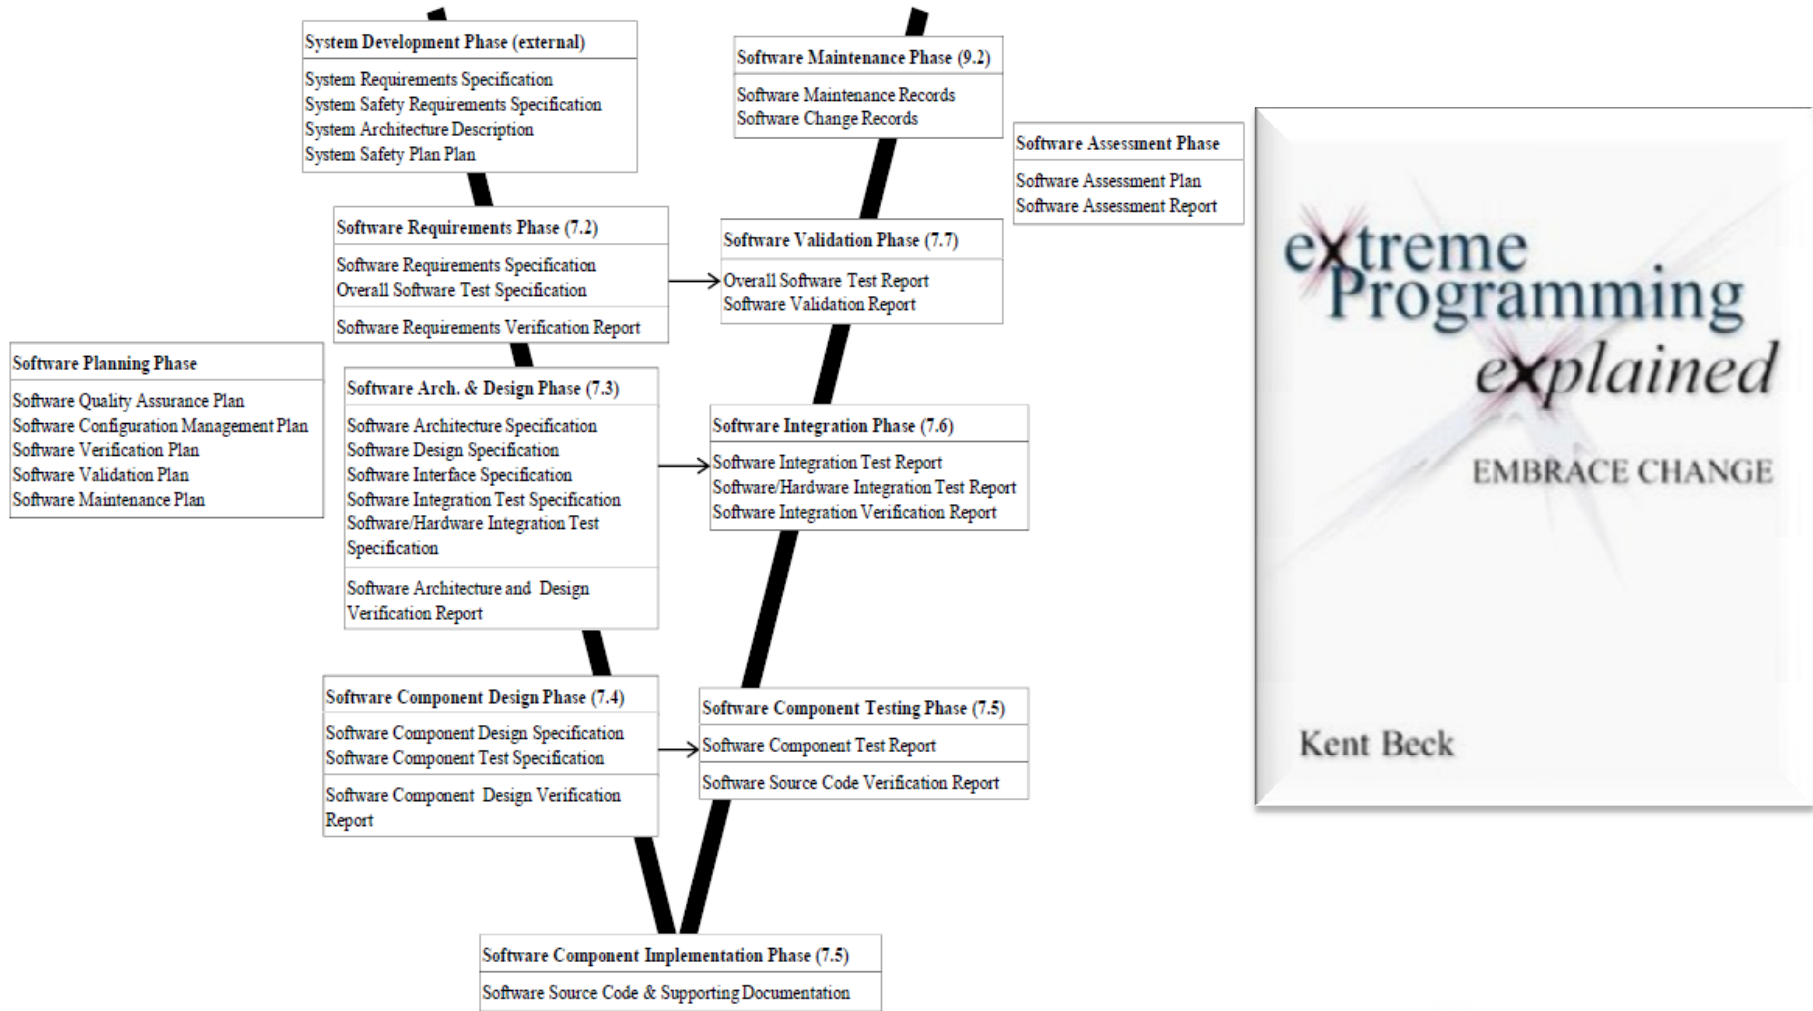 System Development Phase (external)
System Requirements Specification
System Safety Requirements Specification
System Architecture Description
System Safety Plan Plan
Software Maintenance Phase (9.2)
Software Maintenance Records
Software Change Records
Software Assessment Phase
Software Assessment Plan
Software Assessment Report
Software Requirements Phase (7.2)
Software Requirements Specification
Overall Software Test Specification
Software Requirements Verification Report
Software Validation Phase (7.7)
Overall Software Test Report
Software Validation Report
Software Planning Phase
Software Quality Assurance Plan
Software Configuration Management Plan
Software Verification Plan
Software Validation Plan
Software Maintenance Plan
Software Arch. & Design Phase (7.3)
Software Architecture Specification
Software Design Specification
Software Interface Specification
Software Integration Test Specification
Software/Hardware Integration Test
Specification
Software Architecture and Design
Verification Report
Software Integration Phase (7.6)
Software Integration Test Report
Software/Hardware Integration Test Report
Software Integration Verification Report
Software Component Design Phase (7.4)
Software Component Design Specification
Software Component Test Specification
Software Component Design Verification
Report
Software Component Testing Phase (7.5)
Software Component Test Report
Software Source Code Verification Report
Software Component Implementation Phase (7.5)
Software Source Code & Supporting Documentation
extreme
Programming
explained
EMBRACE CHANGE
Kent Beck